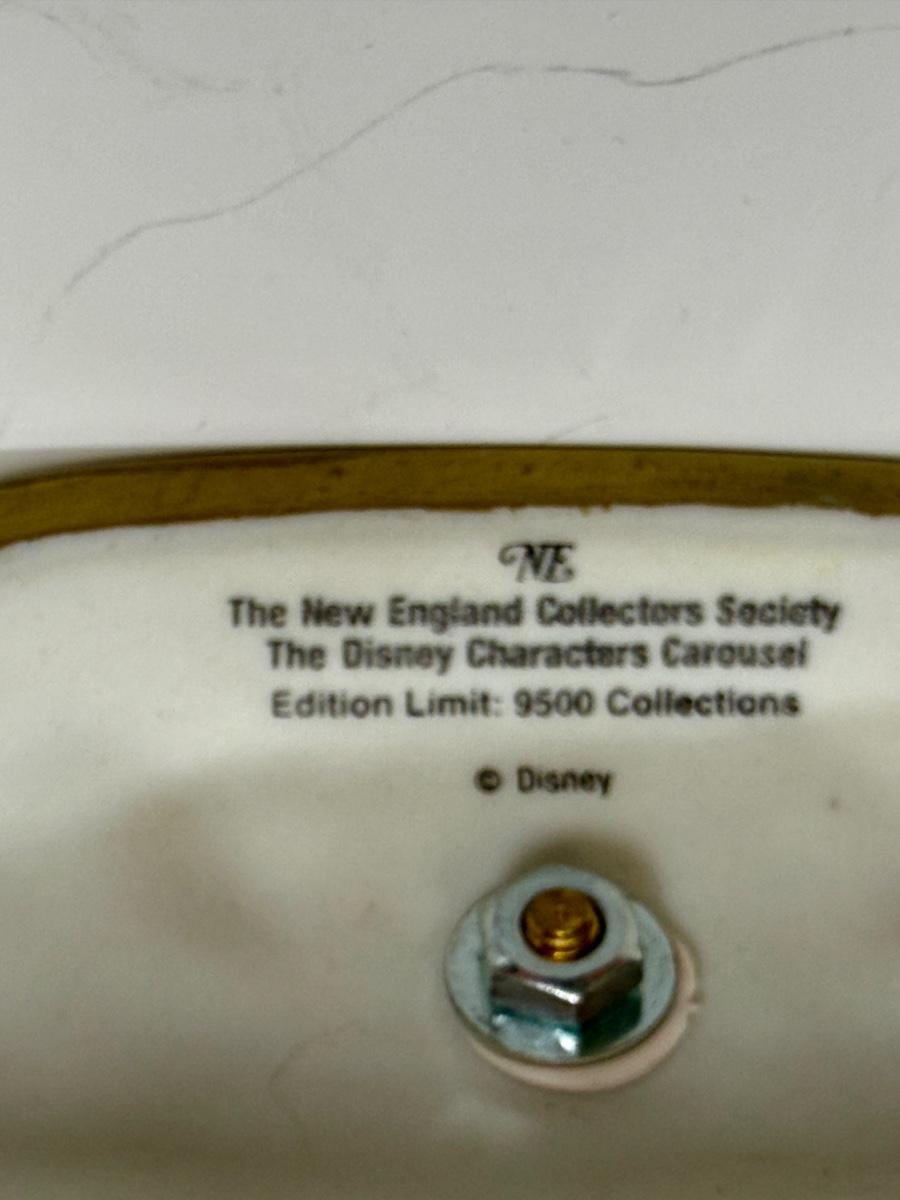 NE
The New England Collectors Society
The Disney Characters Carousel
Edition Limit: 9500 Collections
© Disney